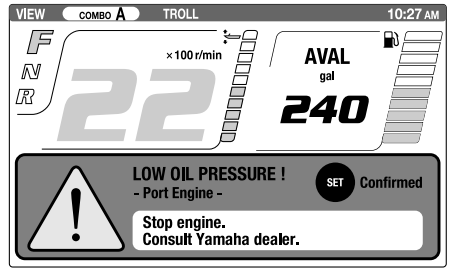 VIEW COMBO A TROLL 10:27 AM
F
N
R
×100 r/min
22
AVAL
gal
240
LOW OIL PRESSURE !
- Port Engine -
SET Confirmed
Stop engine.
Consult Yamaha dealer.